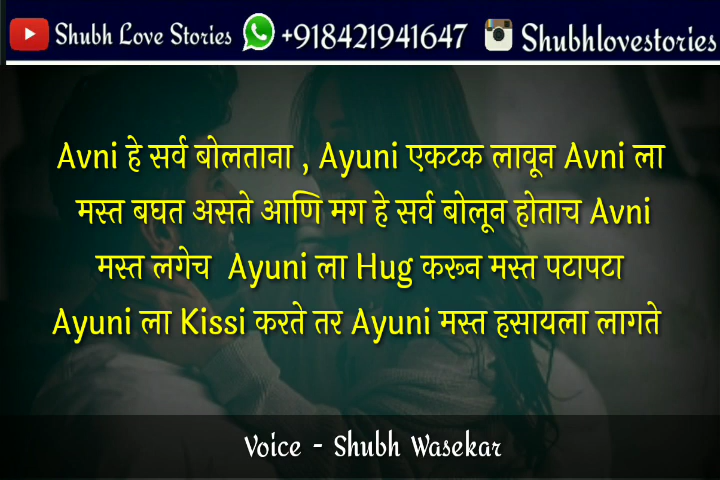 Shubh Love Stories +918421941647 Shubhlovestories
Avni हे सर्व बोलताना , Ayuni एकटक लावून Avni ला
मस्त बघत असते आणि मग हे सर्व बोलून होताच Avni
मस्त लगेच Ayuni ला Hug करून मस्त पटापटा
Ayuni ला Kissi करते तर Ayuni मस्त हसायला लागते
Voice - Shubh Wasekar